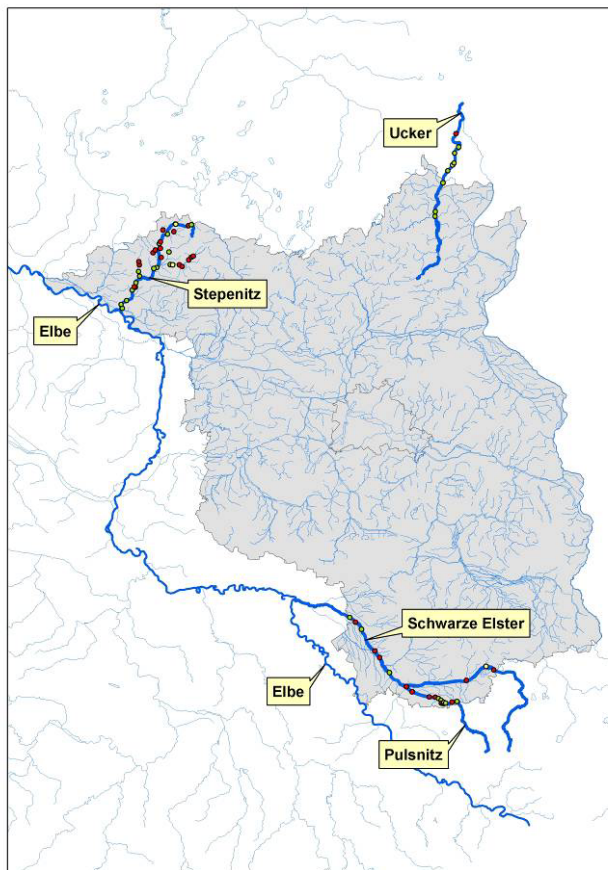 Ucker
Stepenitz
Elbe
Schwarze Elster
Elbe
Pulsnitz